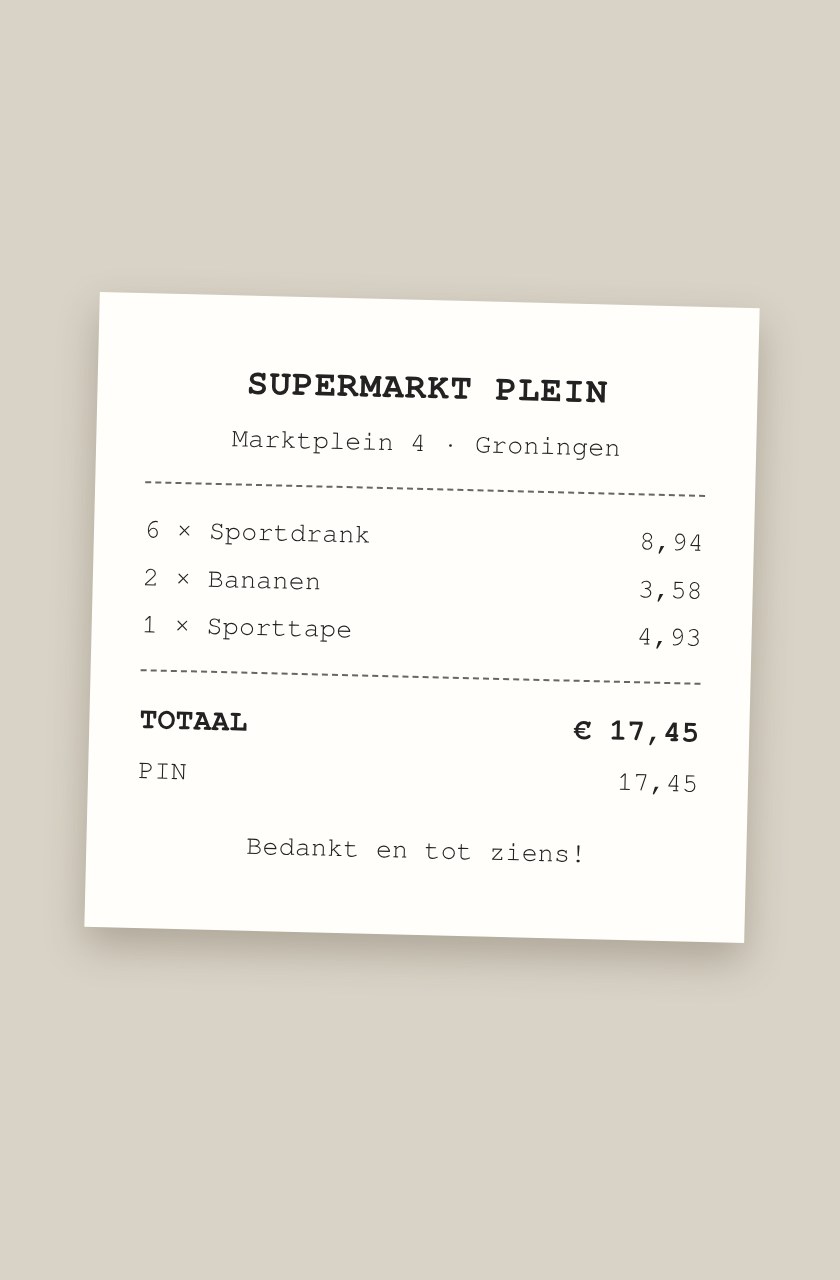 SUPERMARKT PLEIN
Marktplein 4 · Groningen
6 × Sportdrank 8,94
2 × Bananen 3,58
1 × Sporttape 4,93
TOTAAL € 17,45
PIN 17,45
Bedankt en tot ziens!